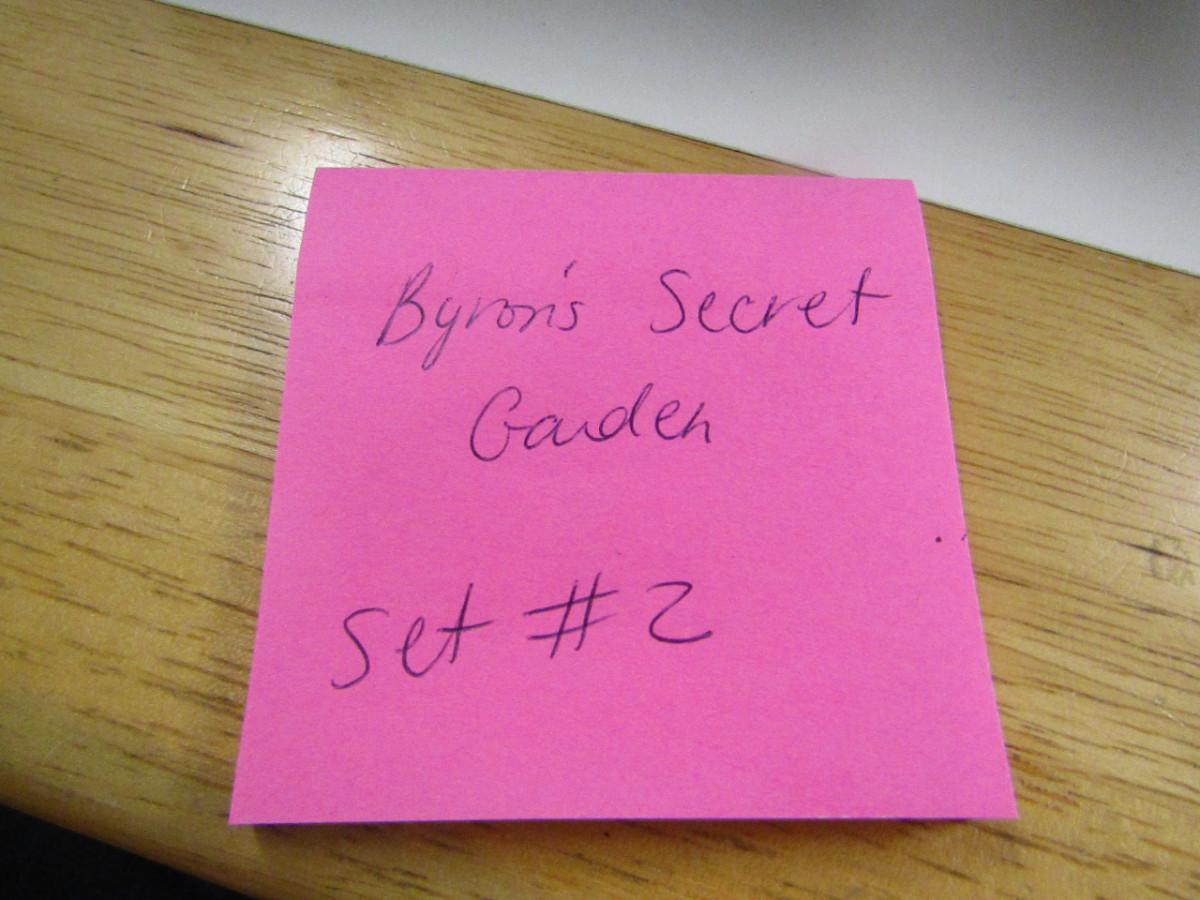 Byron's Secret
Garden
Set #2